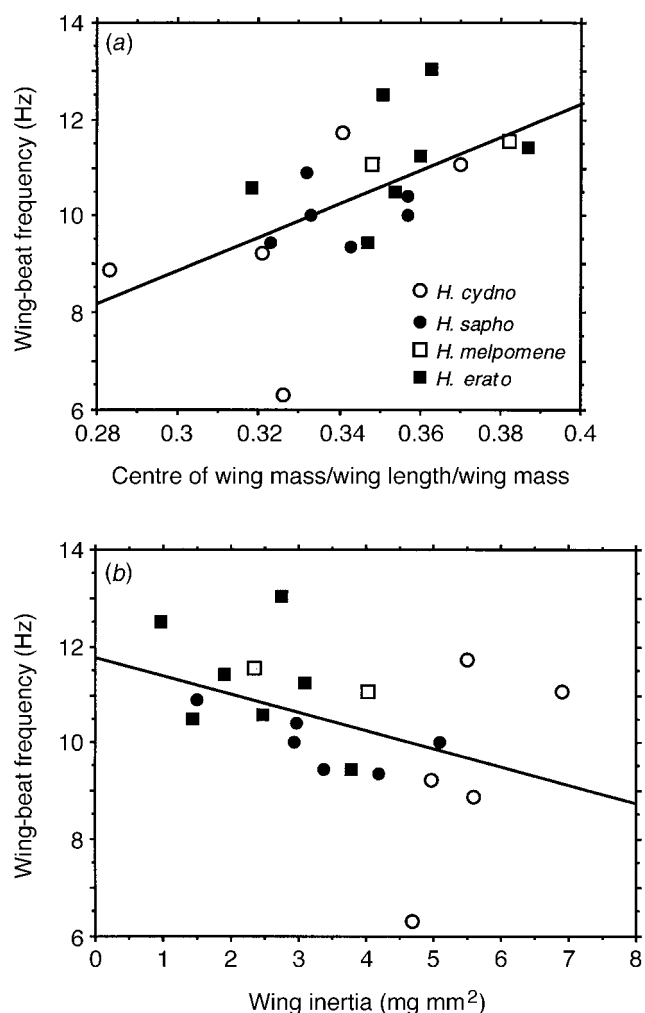 (a)
Wing-beat frequency (Hz)
14
12
10
8
6
H. cydno
H. sapho
H. melpomene
H. erato
0.28 0.3 0.32 0.34 0.36 0.38 0.4
Centre of wing mass/wing length/wing mass
(b)
Wing-beat frequency (Hz)
14
12
10
8
6
0 1 2 3 4 5 6 7 8
Wing inertia (mg mm²)